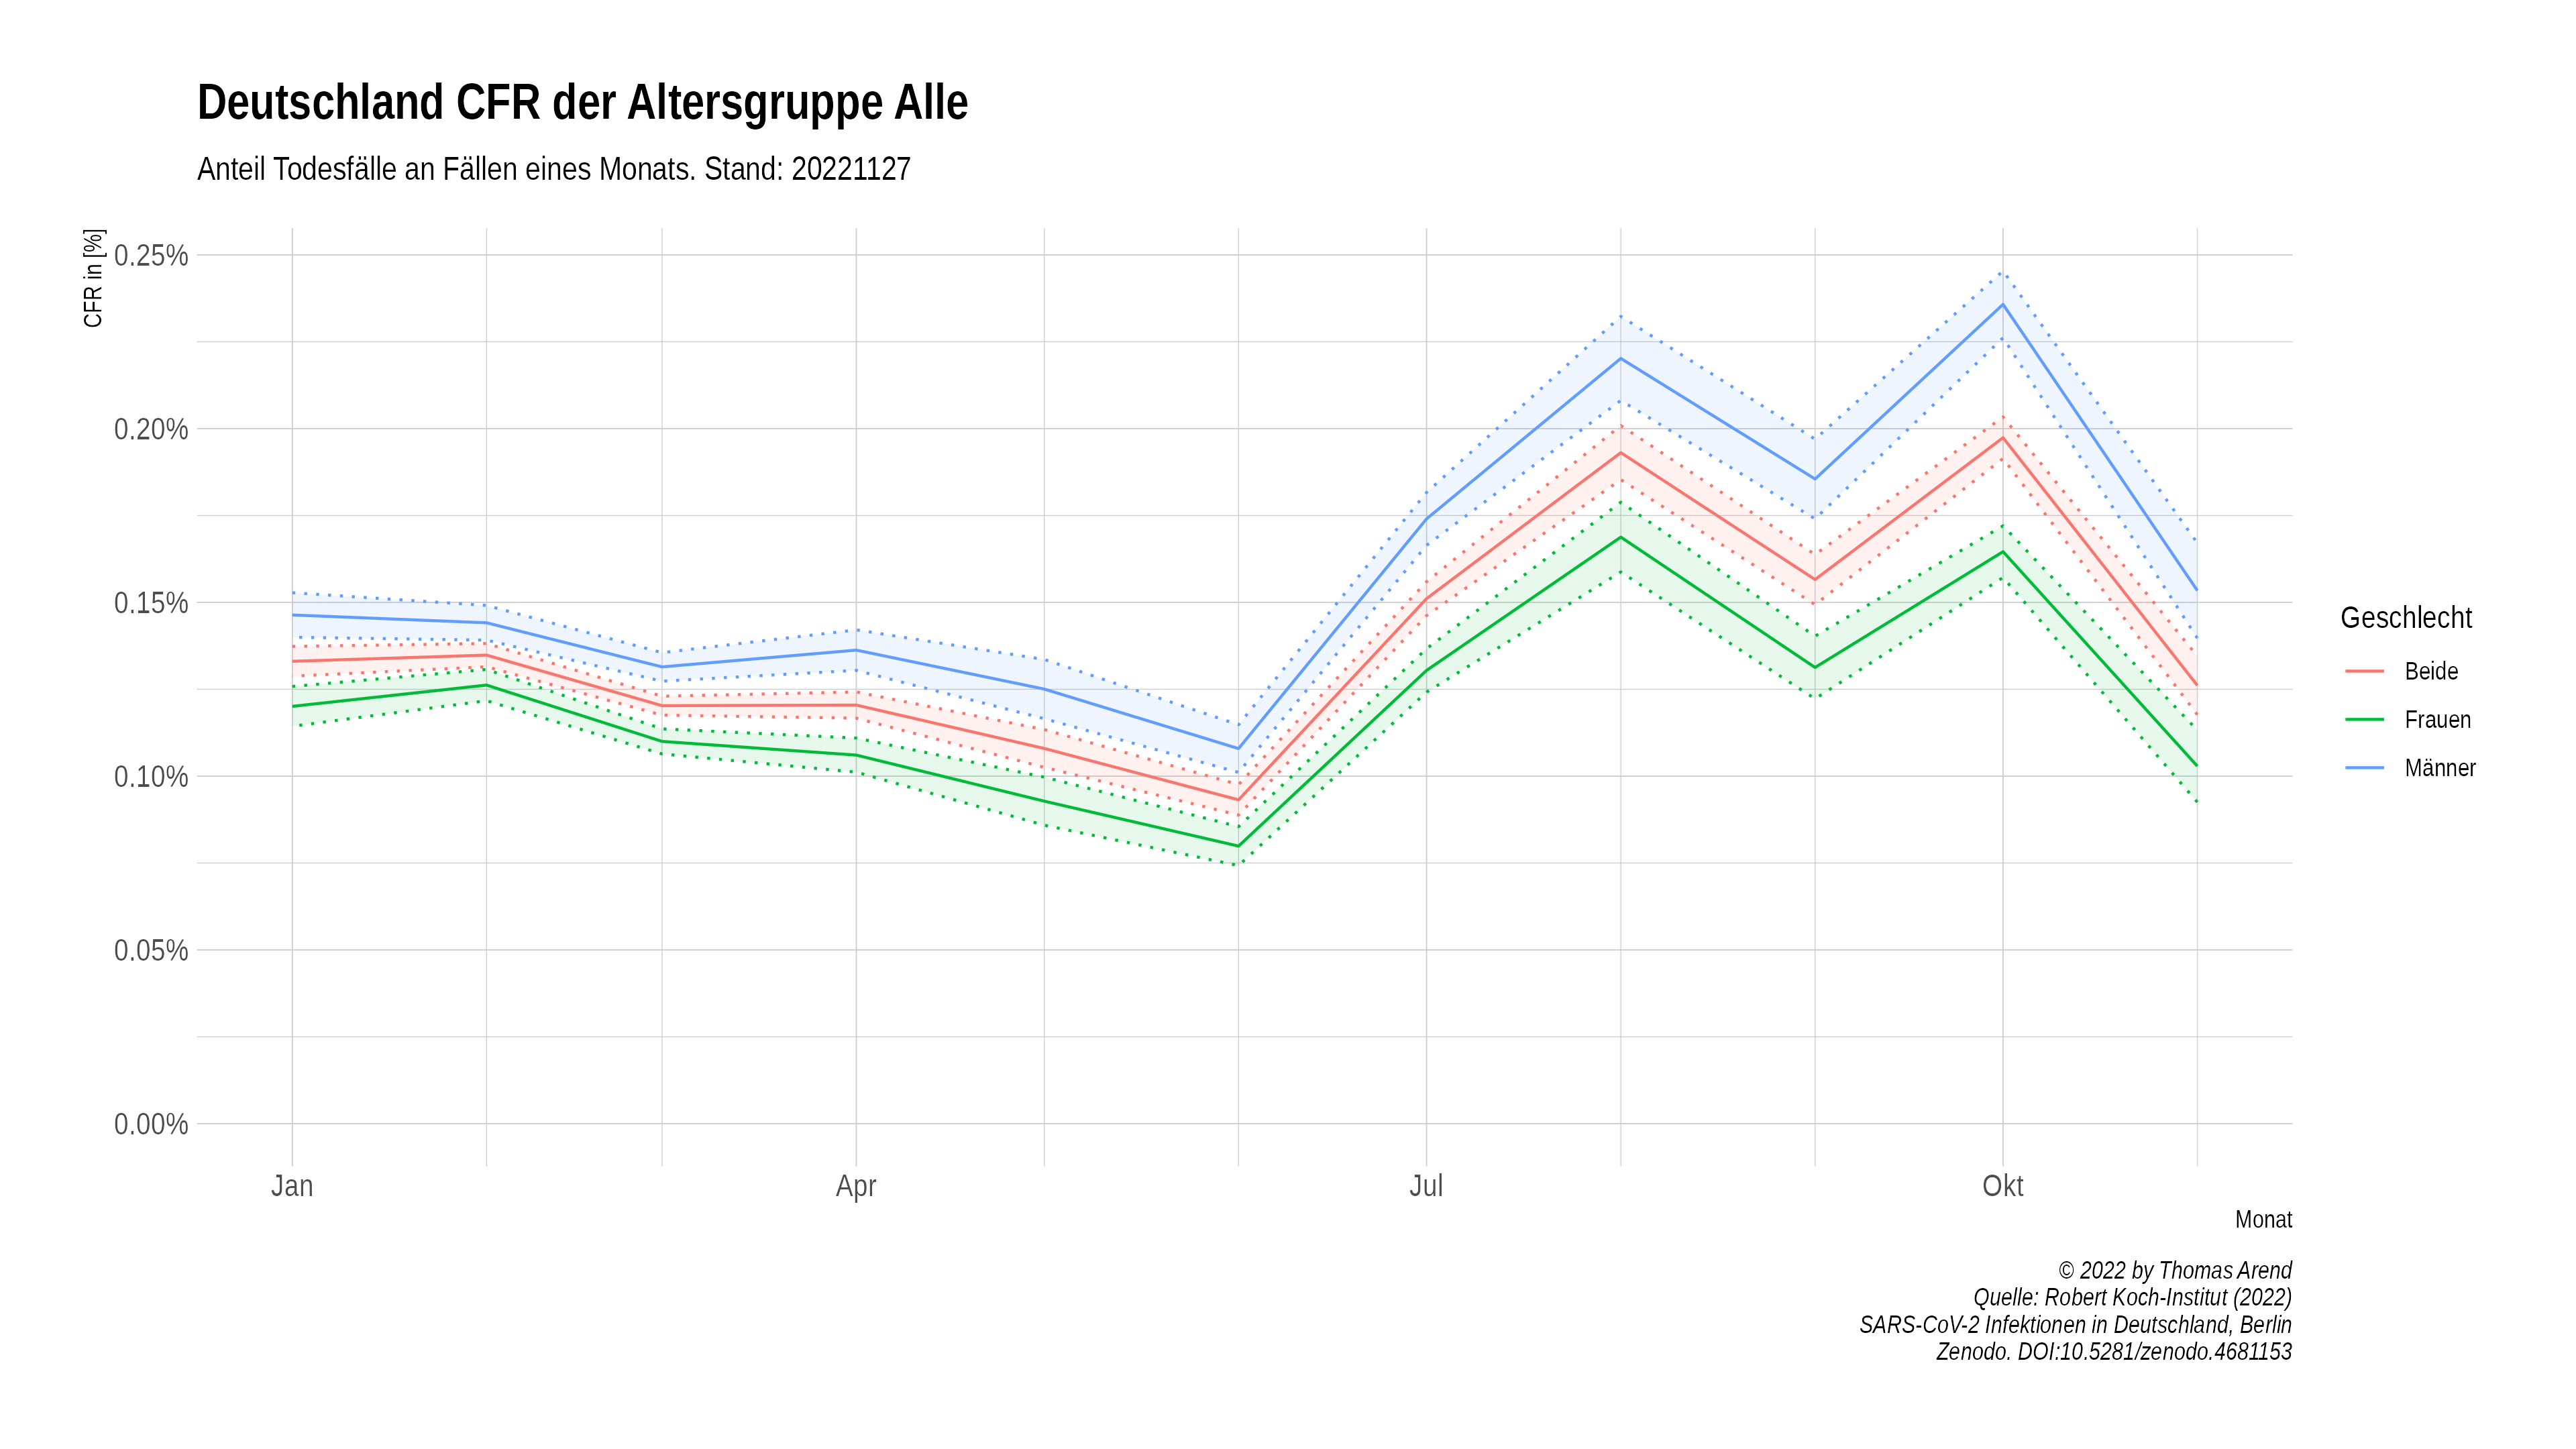 Deutschland CFR der Altersgruppe Alle
Anteil Todesfälle an Fällen eines Monats. Stand: 20221127
CFR in [%]
0.25%
0.20%
0.15%
0.10%
0.05%
0.00%
Jan
Apr
Jul
Okt
Monat
Geschlecht
Beide
Frauen
Männer
© 2022 by Thomas Arend
Quelle: Robert Koch-Institut (2022)
SARS-CoV-2 Infektionen in Deutschland, Berlin
Zenodo. DOI:10.5281/zenodo.4681153